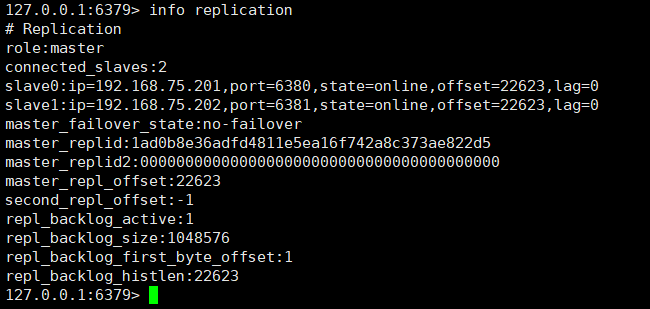 127.0.0.1:6379> info replication
# Replication
role:master
connected_slaves:2
slave0:ip=192.168.75.201,port=6380,state=online,offset=22623,lag=0
slave1:ip=192.168.75.202,port=6381,state=online,offset=22623,lag=0
master_failover_state:no-failover
master_replid:1ad0b8e36adfd4811e5ea16f742a8c373ae822d5
master_replid2:0000000000000000000000000000000000000000
master_repl_offset:22623
second_repl_offset:-1
repl_backlog_active:1
repl_backlog_size:1048576
repl_backlog_first_byte_offset:1
repl_backlog_histlen:22623
127.0.0.1:6379>